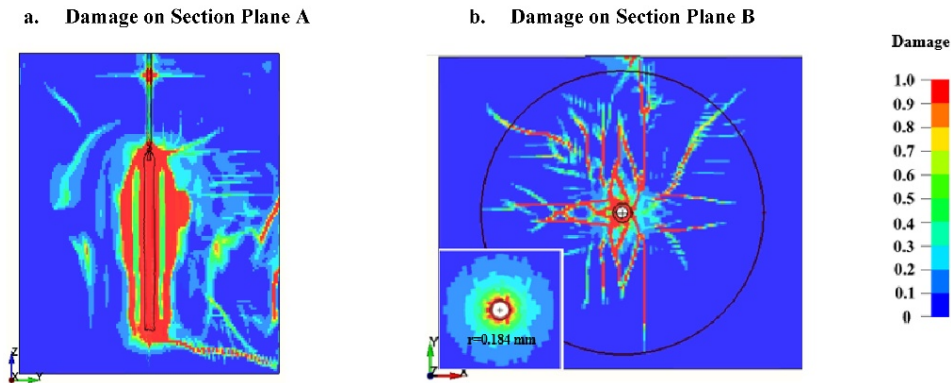 a. Damage on Section Plane A
b. Damage on Section Plane B
Damage
1.0
0.9
0.8
0.7
0.6
0.5
0.4
0.3
0.2
0.1
0
r=0.184 mm
Z
X
Y
Y
Z